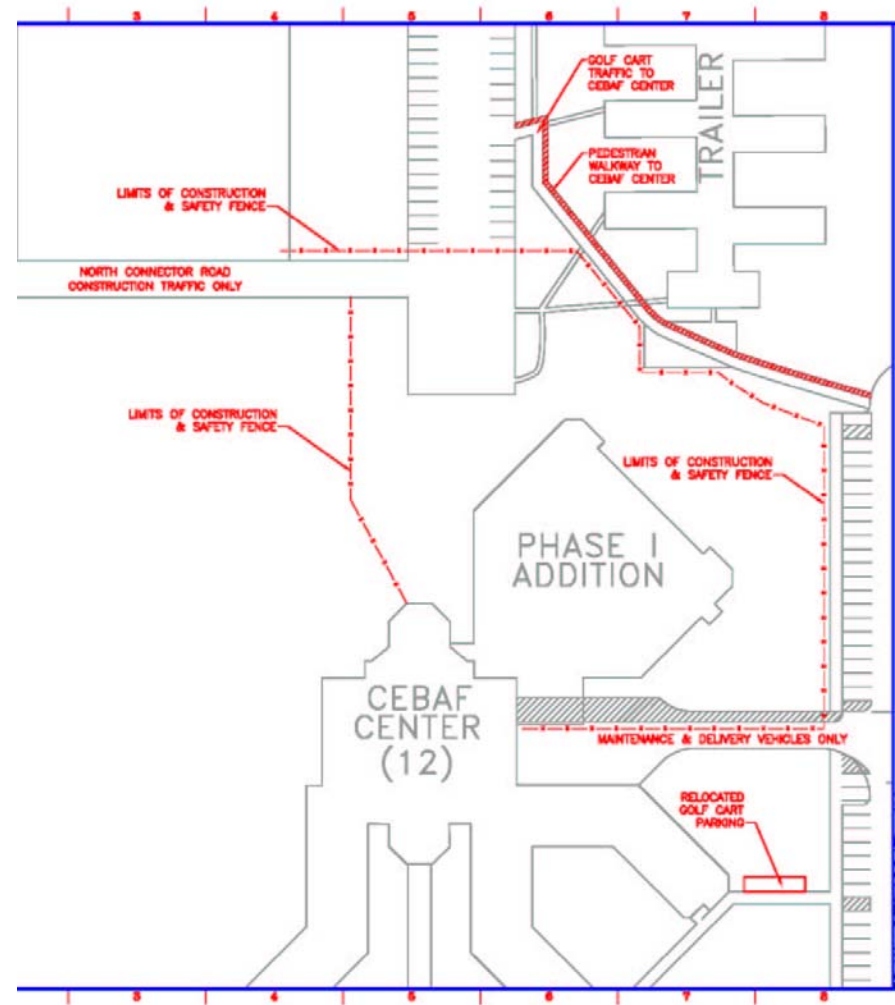 3 4 5 6 7 8
GOLF CART
TRAFFIC TO
CEBAF CENTER
TRAILER
PEDESTRIAN
WALKWAY TO
CEBAF CENTER
LIMITS OF CONSTRUCTION
& SAFETY FENCE
NORTH CONNECTOR ROAD
CONSTRUCTION TRAFFIC ONLY
LIMITS OF CONSTRUCTION
& SAFETY FENCE
LIMITS OF CONSTRUCTION
& SAFETY FENCE
PHASE I
ADDITION
CEBAF
CENTER
(12)
MAINTENANCE & DELIVERY VEHICLES ONLY
RELOCATED
GOLF CART
PARKING
3 4 5 6 7 8